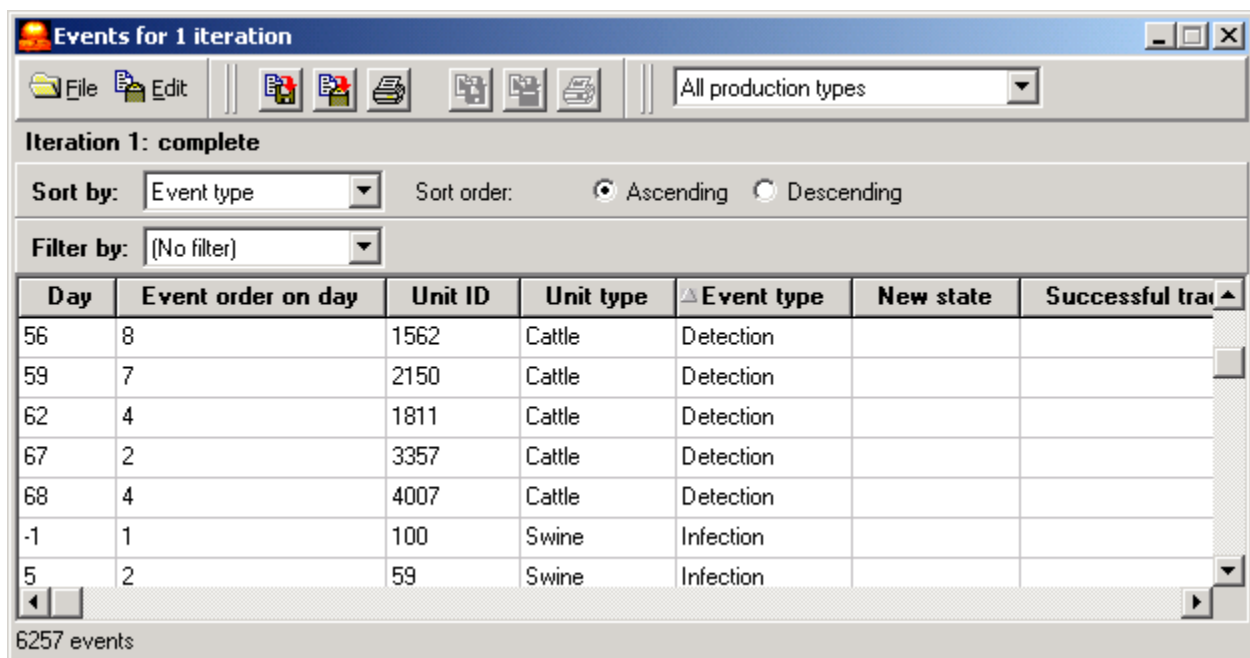 Events for 1 iteration
File Edit All production types
Iteration 1: complete
Sort by: Event type Sort order: Ascending Descending
Filter by: (No filter)
Day Event order on day Unit ID Unit type Event type New state Successful trac
56 8 1562 Cattle Detection
59 7 2150 Cattle Detection
62 4 1811 Cattle Detection
67 2 3357 Cattle Detection
68 4 4007 Cattle Detection
-1 1 100 Swine Infection
5 2 59 Swine Infection
6257 events